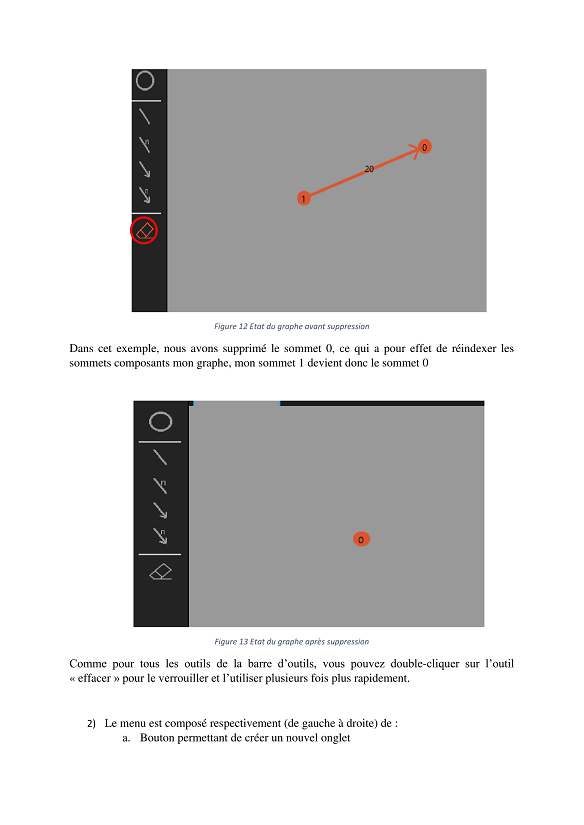 n
0
20
1
n
Figure 12 Etat du graphe avant suppression
Dans cet exemple, nous avons supprimé le sommet 0, ce qui a pour effet de réindexer les
sommets composants mon graphe, mon sommet 1 devient donc le sommet 0
n
n
0
Figure 13 Etat du graphe après suppression
Comme pour tous les outils de la barre d’outils, vous pouvez double-cliquer sur l’outil
« effacer » pour le verrouiller et l’utiliser plusieurs fois plus rapidement.
2) Le menu est composé respectivement (de gauche à droite) de :
a. Bouton permettant de créer un nouvel onglet